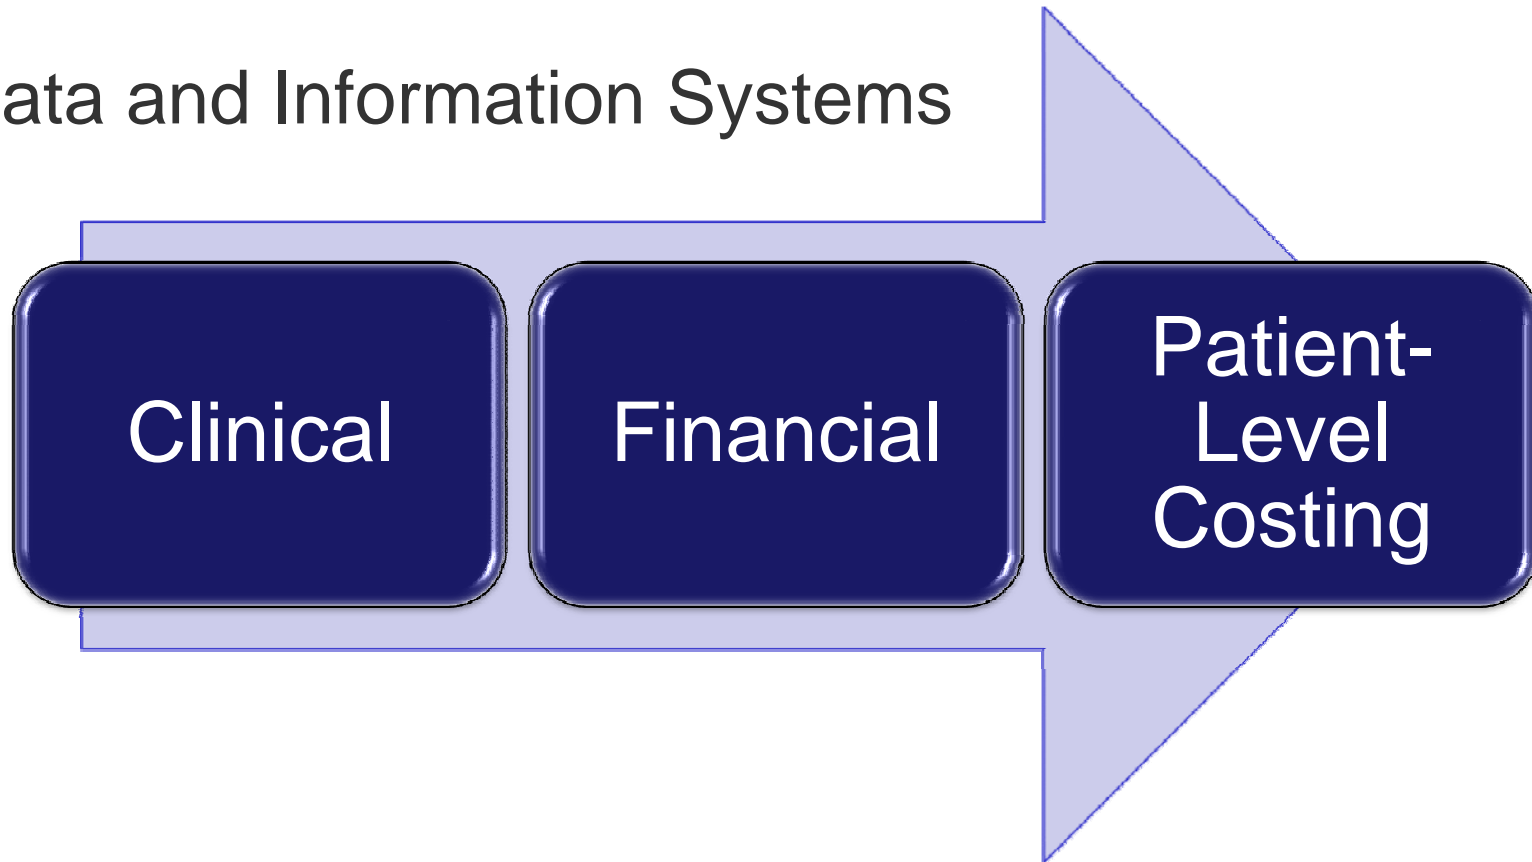 ata and Information Systems
Clinical
Financial
Patient-
Level
Costing